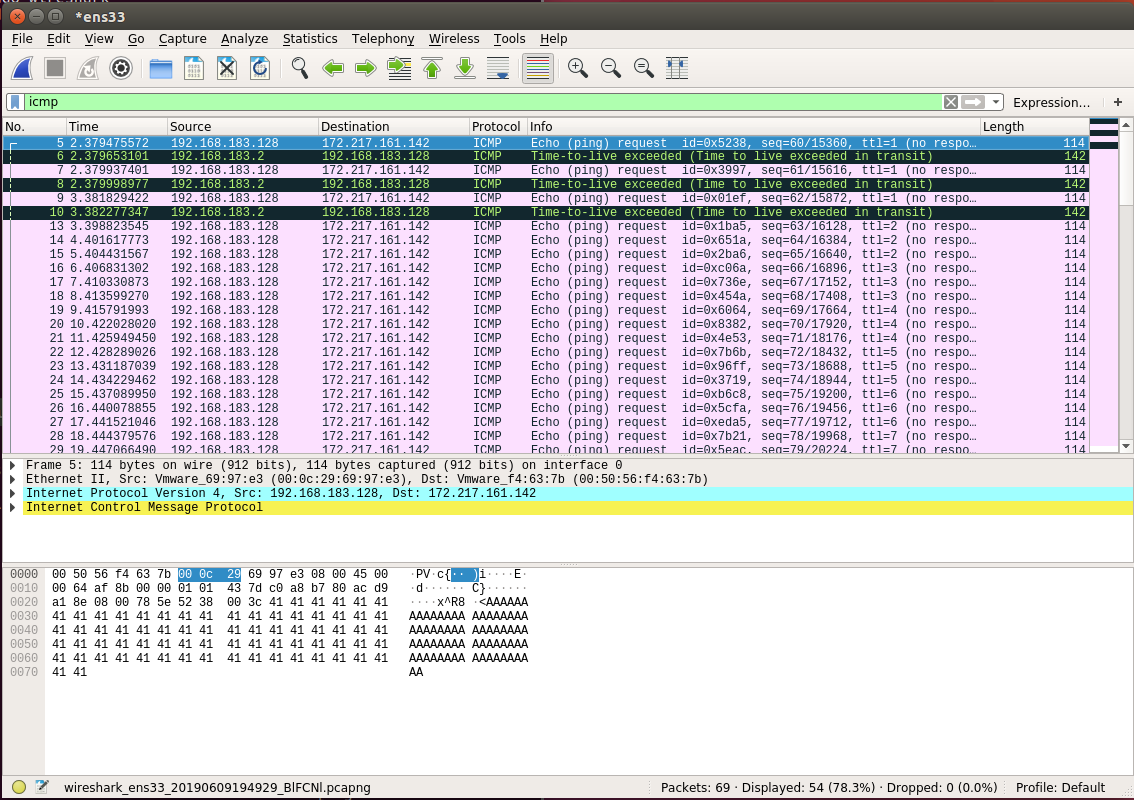 *ens33
File Edit View Go Capture Analyze Statistics Telephony Wireless Tools Help
icmp Expression… +
No. Time Source Destination Protocol Info Length
5 2.379475572 192.168.183.128 172.217.161.142 ICMP Echo (ping) request id=0x5238, seq=60/15360, ttl=1 (no respo… 114
6 2.379653101 192.168.183.2 192.168.183.128 ICMP Time-to-live exceeded (Time to live exceeded in transit) 142
7 2.379937401 192.168.183.128 172.217.161.142 ICMP Echo (ping) request id=0x3997, seq=61/15616, ttl=1 (no respo… 114
8 2.379998977 192.168.183.2 192.168.183.128 ICMP Time-to-live exceeded (Time to live exceeded in transit) 142
9 3.381829422 192.168.183.128 172.217.161.142 ICMP Echo (ping) request id=0x01ef, seq=62/15872, ttl=1 (no respo… 114
10 3.382277347 192.168.183.2 192.168.183.128 ICMP Time-to-live exceeded (Time to live exceeded in transit) 142
13 3.398823545 192.168.183.128 172.217.161.142 ICMP Echo (ping) request id=0x1ba5, seq=63/16128, ttl=2 (no respo… 114
14 4.401617773 192.168.183.128 172.217.161.142 ICMP Echo (ping) request id=0x651a, seq=64/16384, ttl=2 (no respo… 114
15 5.404431567 192.168.183.128 172.217.161.142 ICMP Echo (ping) request id=0x2ba6, seq=65/16640, ttl=2 (no respo… 114
16 6.406831302 192.168.183.128 172.217.161.142 ICMP Echo (ping) request id=0xc06a, seq=66/16896, ttl=3 (no respo… 114
17 7.410330873 192.168.183.128 172.217.161.142 ICMP Echo (ping) request id=0x736e, seq=67/17152, ttl=3 (no respo… 114
18 8.413599270 192.168.183.128 172.217.161.142 ICMP Echo (ping) request id=0x454a, seq=68/17408, ttl=3 (no respo… 114
19 9.415791993 192.168.183.128 172.217.161.142 ICMP Echo (ping) request id=0x6064, seq=69/17664, ttl=4 (no respo… 114
20 10.422028020 192.168.183.128 172.217.161.142 ICMP Echo (ping) request id=0x8382, seq=70/17920, ttl=4 (no respo… 114
21 11.425949450 192.168.183.128 172.217.161.142 ICMP Echo (ping) request id=0x4e53, seq=71/18176, ttl=4 (no respo… 114
22 12.428289026 192.168.183.128 172.217.161.142 ICMP Echo (ping) request id=0x7b6b, seq=72/18432, ttl=5 (no respo… 114
23 13.431187039 192.168.183.128 172.217.161.142 ICMP Echo (ping) request id=0x96ff, seq=73/18688, ttl=5 (no respo… 114
24 14.434229462 192.168.183.128 172.217.161.142 ICMP Echo (ping) request id=0x3719, seq=74/18944, ttl=5 (no respo… 114
25 15.437089950 192.168.183.128 172.217.161.142 ICMP Echo (ping) request id=0xb6c8, seq=75/19200, ttl=6 (no respo… 114
26 16.440078855 192.168.183.128 172.217.161.142 ICMP Echo (ping) request id=0x5cfa, seq=76/19456, ttl=6 (no respo… 114
27 17.441521046 192.168.183.128 172.217.161.142 ICMP Echo (ping) request id=0xeda5, seq=77/19712, ttl=6 (no respo… 114
28 18.444379576 192.168.183.128 172.217.161.142 ICMP Echo (ping) request id=0x7b21, seq=78/19968, ttl=7 (no respo… 114
29 19.447066490 192.168.183.128 172.217.161.142 ICMP Echo (ping) request id=0x5eac, seq=79/20224, ttl=7 (no respo… 114
Frame 5: 114 bytes on wire (912 bits), 114 bytes captured (912 bits) on interface 0
Ethernet II, Src: Vmware_69:97:e3 (00:0c:29:69:97:e3), Dst: Vmware_f4:63:7b (00:50:56:f4:63:7b)
Internet Protocol Version 4, Src: 192.168.183.128, Dst: 172.217.161.142
Internet Control Message Protocol
0000 00 50 56 f4 63 7b 00 0c 29 69 97 e3 08 00 45 00 ·PV·c{·· )i····E·
0010 00 64 af 8b 00 00 01 01 43 7d c0 a8 b7 80 ac d9 ·d······ C}······
0020 a1 8e 08 00 78 5e 52 38 00 3c 41 41 41 41 41 41 ····x^R8 ·<AAAAAA
0030 41 41 41 41 41 41 41 41 41 41 41 41 41 41 41 41 AAAAAAAA AAAAAAAA
0040 41 41 41 41 41 41 41 41 41 41 41 41 41 41 41 41 AAAAAAAA AAAAAAAA
0050 41 41 41 41 41 41 41 41 41 41 41 41 41 41 41 41 AAAAAAAA AAAAAAAA
0060 41 41 41 41 41 41 41 41 41 41 41 41 41 41 41 41 AAAAAAAA AAAAAAAA
0070 41 41 AA
wireshark_ens33_20190609194929_BlFCNl.pcapng Packets: 69 · Displayed: 54 (78.3%) · Dropped: 0 (0.0%) Profile: Default